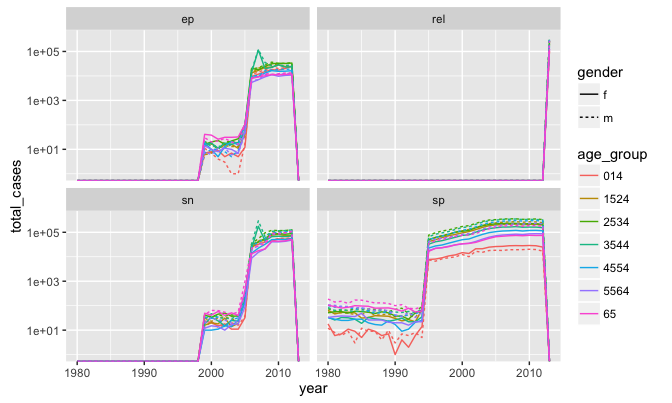 ep
rel
1e+05
1e+03
1e+01
sn
sp
1e+05
1e+03
1e+01
1980
1990
2000
2010
1980
1990
2000
2010
year
total_cases
gender
f
m
age_group
014
1524
2534
3544
4554
5564
65